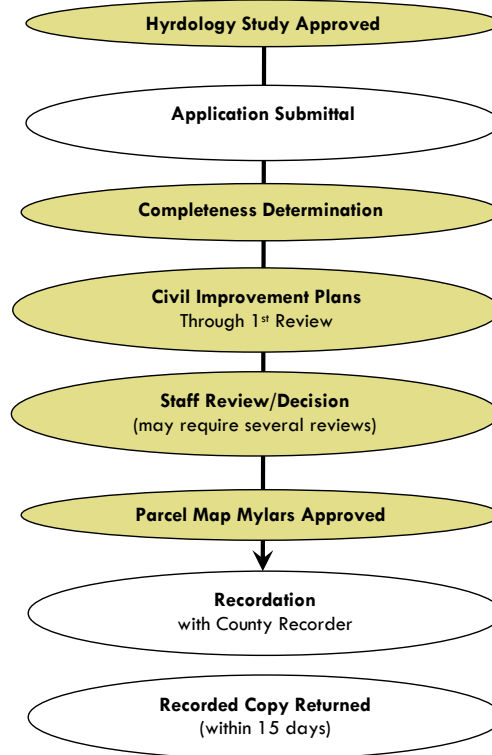 Hyrdology Study Approved
Application Submittal
Completeness Determination
Civil Improvement Plans
Through 1st Review
Staff Review/Decision
(may require several reviews)
Parcel Map Mylars Approved
Recordation
with County Recorder
Recorded Copy Returned
(within 15 days)